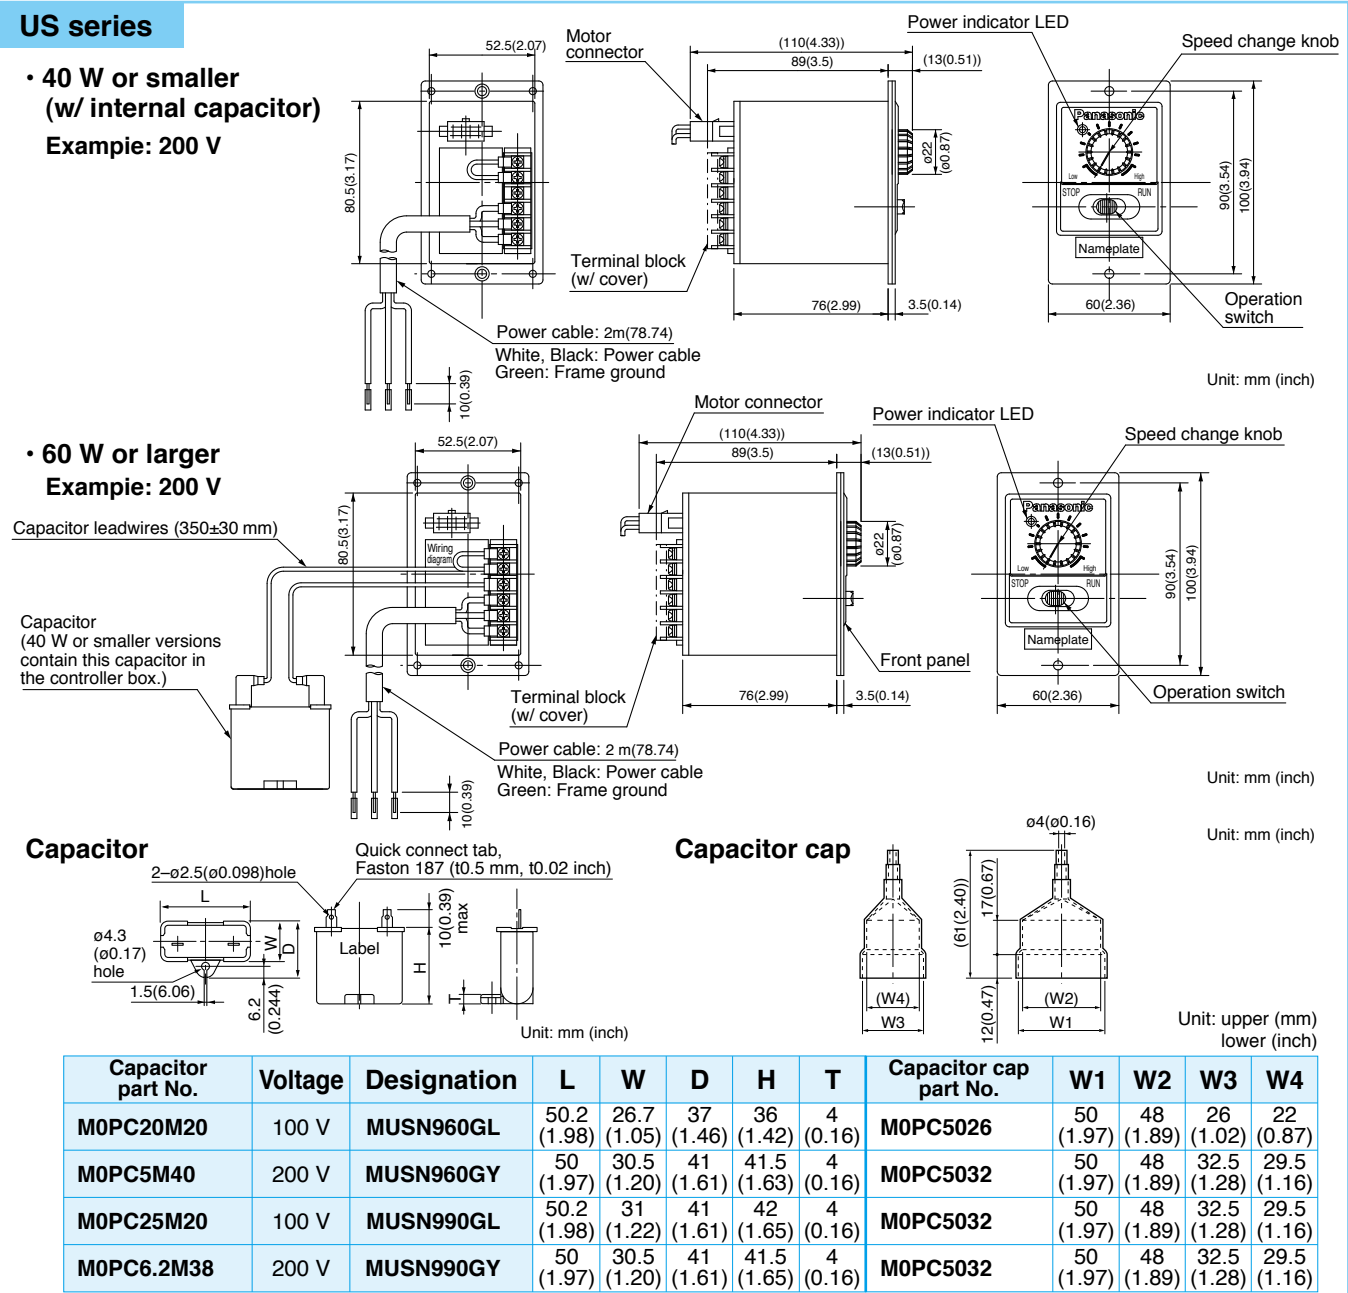 US series
・40 W or smaller
(w/ internal capacitor)
Exampie: 200 V
52.5(2.07)
80.5(3.17)
Power cable: 2m(78.74)
White, Black: Power cable
Green: Frame ground
10(0.39)
Motor
connector
(110(4.33))
89(3.5)
(13(0.51))
ø22
(ø0.87)
Terminal block
(w/ cover)
76(2.99)
3.5(0.14)
Power indicator LED
Speed change knob
Panasonic
Low
High
STOP
RUN
Nameplate
90(3.54)
100(3.94)
60(2.36)
Operation
switch
Unit: mm (inch)
・60 W or larger
Exampie: 200 V
Capacitor leadwires (350±30 mm)
Capacitor
(40 W or smaller versions
contain this capacitor in
the controller box.)
52.5(2.07)
80.5(3.17)
Wiring
diagram
Power cable: 2 m(78.74)
White, Black: Power cable
Green: Frame ground
10(0.39)
Motor connector
(110(4.33))
89(3.5)
(13(0.51))
ø22
(ø0.87)
Terminal block
(w/ cover)
76(2.99)
3.5(0.14)
Front panel
Power indicator LED
Speed change knob
Panasonic
Low
High
STOP
RUN
Nameplate
90(3.54)
100(3.94)
60(2.36)
Operation switch
Unit: mm (inch)
Capacitor
2–ø2.5(ø0.098)hole
Quick connect tab,
Faston 187 (t0.5 mm, t0.02 inch)
L
W
D
ø4.3
(ø0.17)
hole
1.5(6.06)
6.2
(0.244)
Label
10(0.39)
max
H
T
Unit: mm (inch)
Capacitor cap
Unit: mm (inch)
ø4(ø0.16)
(61(2.40))
17(0.67)
12(0.47)
(W4)
W3
(W2)
W1
Unit: upper (mm)
lower (inch)
Capacitor part No. Voltage Designation L W D H T Capacitor cap part No. W1 W2 W3 W4
M0PC20M20 100 V MUSN960GL 50.2 (1.98) 26.7 (1.05) 37 (1.46) 36 (1.42) 4 (0.16) M0PC5026 50 (1.97) 48 (1.89) 26 (1.02) 22 (0.87)
M0PC5M40 200 V MUSN960GY 50 (1.97) 30.5 (1.20) 41 (1.61) 41.5 (1.63) 4 (0.16) M0PC5032 50 (1.97) 48 (1.89) 32.5 (1.28) 29.5 (1.16)
M0PC25M20 100 V MUSN990GL 50.2 (1.98) 31 (1.22) 41 (1.61) 42 (1.65) 4 (0.16) M0PC5032 50 (1.97) 48 (1.89) 32.5 (1.28) 29.5 (1.16)
M0PC6.2M38 200 V MUSN990GY 50 (1.97) 30.5 (1.20) 41 (1.61) 41.5 (1.65) 4 (0.16) M0PC5032 50 (1.97) 48 (1.89) 32.5 (1.28) 29.5 (1.16)